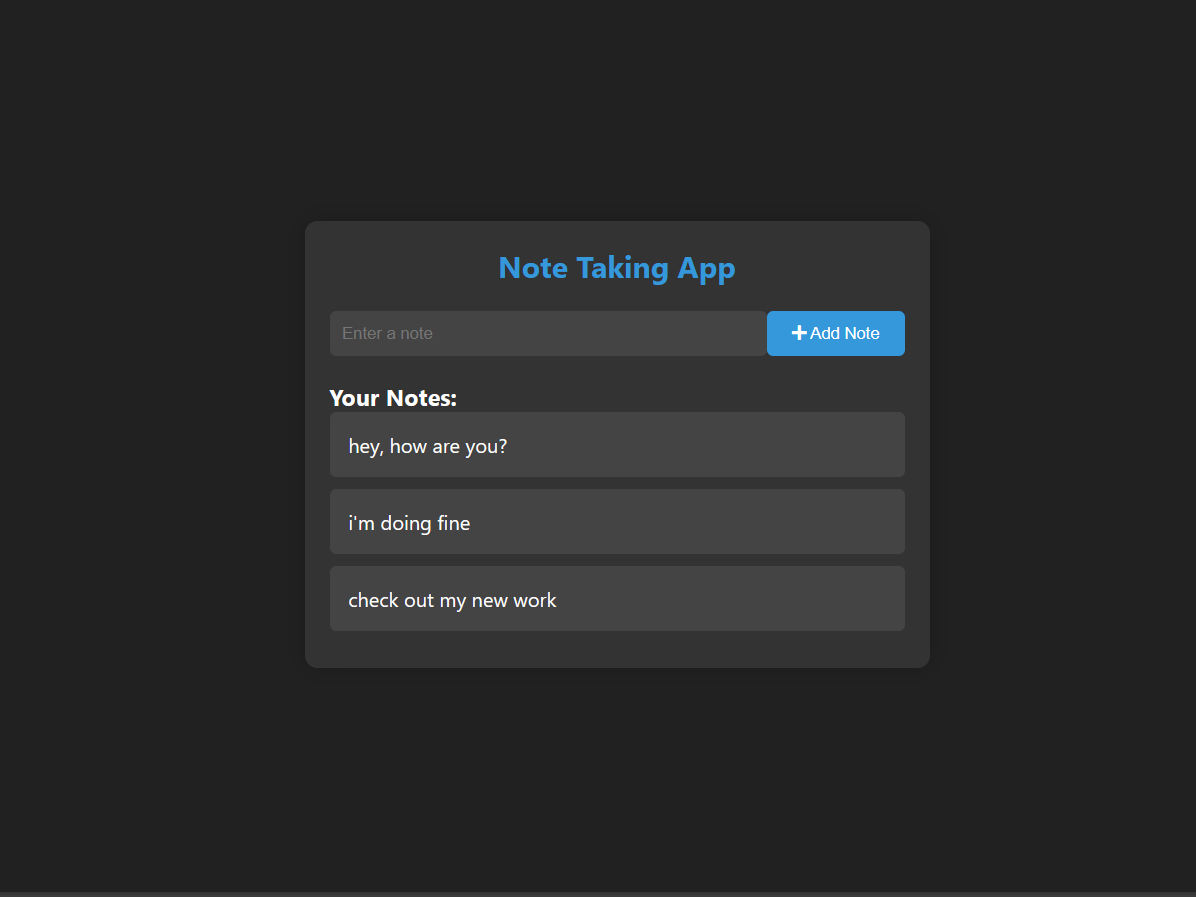 Note Taking App
Enter a note
Add Note
Your Notes:
hey, how are you?
i'm doing fine
check out my new work